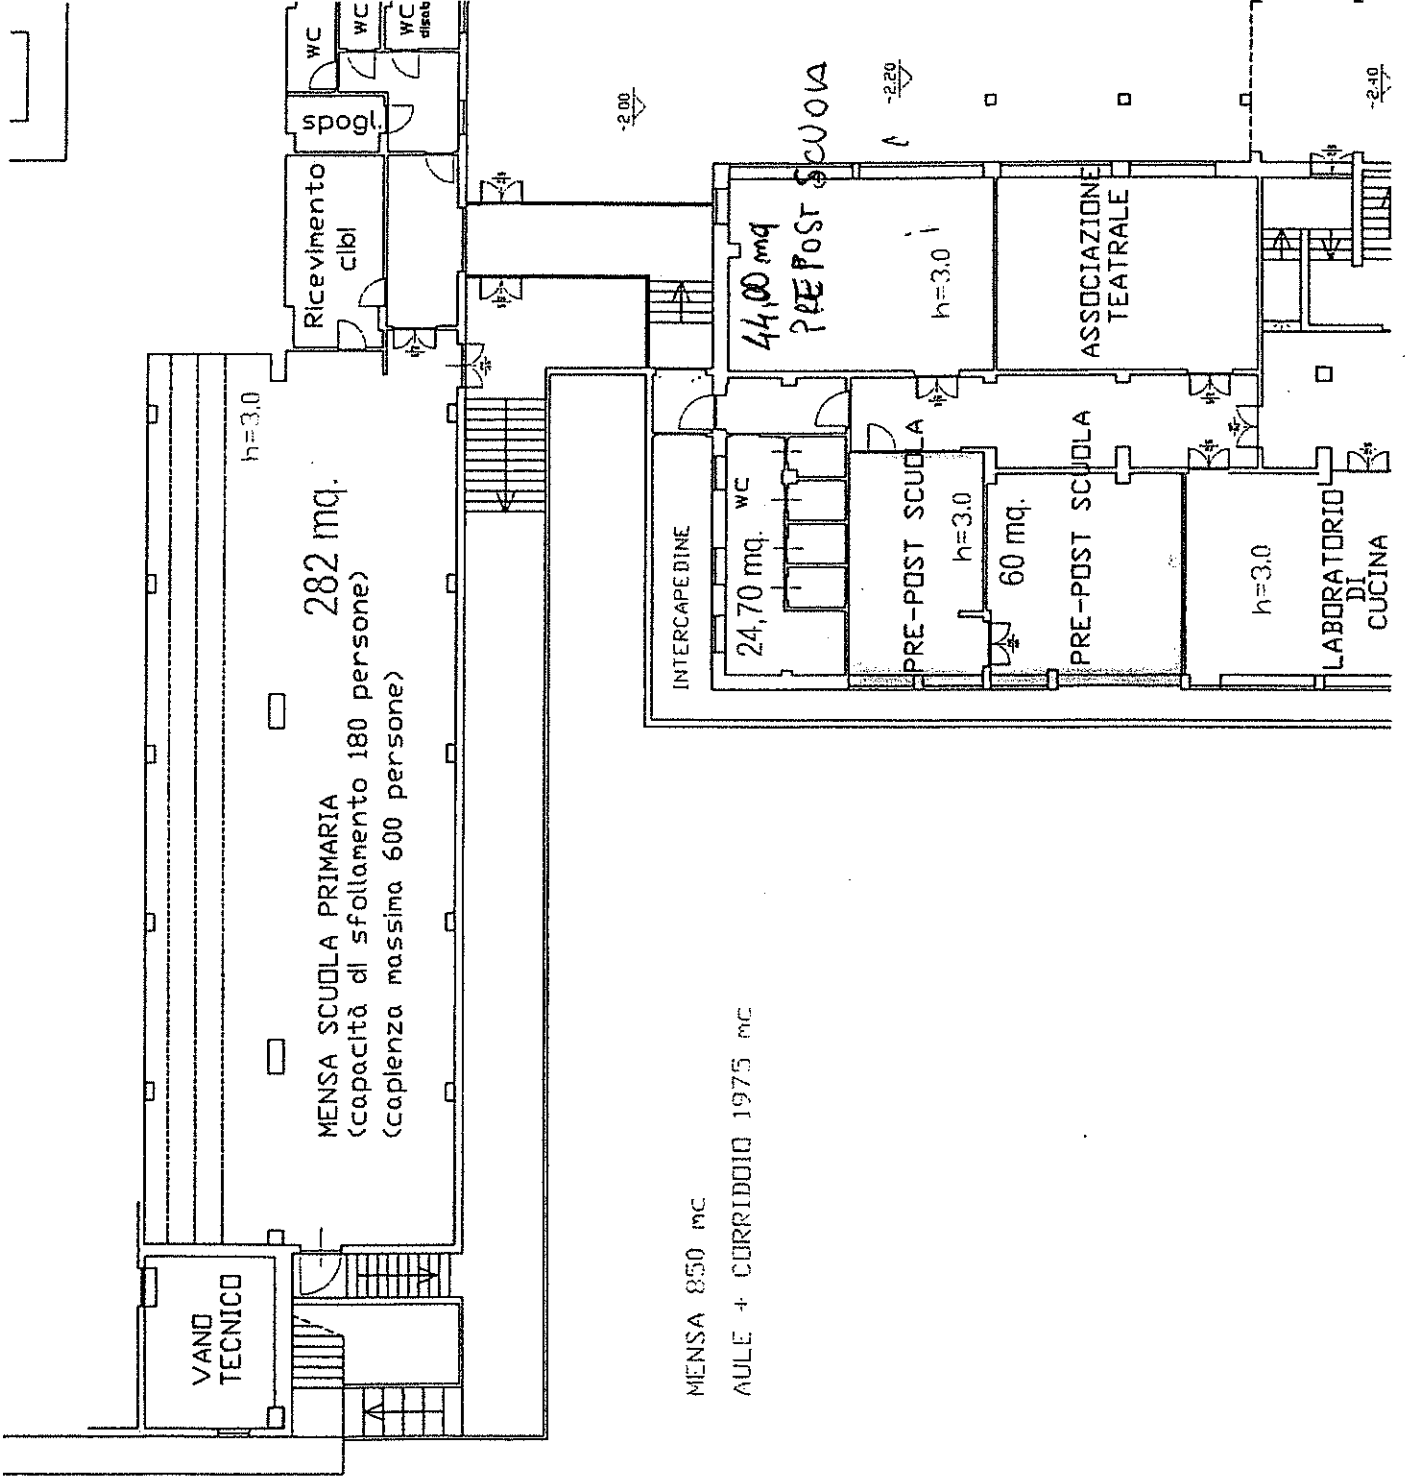 WC
WC
WC
disab
spogl.
Ricevimento
cibi
-2.00
-2.20
-2.40
44,00 mq
PRE POST SCUOLA
h=3.0
ASSOCIAZIONE
TEATRALE
h=3.0
282 mq.
MENSA SCUOLA PRIMARIA
(capacità di sfollamento 180 persone)
(capienza massima 600 persone)
INTERCAPEDINE
24,70 mq.
WC
PRE-POST SCUOLA
h=3.0
60 mq.
PRE-POST SCUOLA
h=3.0
LABORATORIO
DI
CUCINA
VANO
TECNICO
MENSA 850 mc
AULE + CORRIDOIO 1975 mc